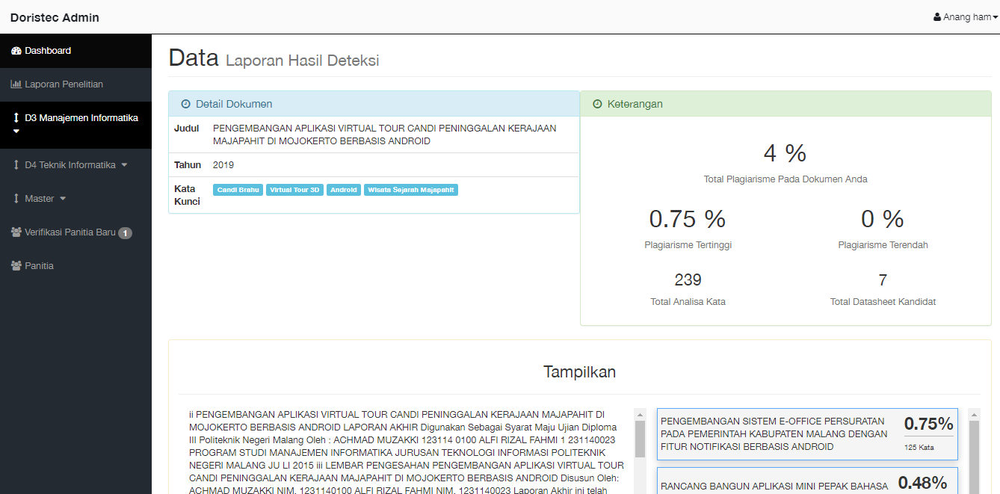 Doristec Admin
Anang ham
Dashboard
Laporan Penelitian
D3 Manajemen Informatika
D4 Teknik Informatika
Master
Verifikasi Panitia Baru 1
Panitia
Data Laporan Hasil Deteksi
Detail Dokumen
Judul PENGEMBANGAN APLIKASI VIRTUAL TOUR CANDI PENINGGALAN KERAJAAN
MAJAPAHIT DI MOJOKERTO BERBASIS ANDROID
Tahun 2019
Kata
Kunci
Candi Brahu Virtual Tour 3D Android Wisata Sejarah Majapahit
Keterangan
4 %
Total Plagiarisme Pada Dokumen Anda
0.75 % 0 %
Plagiarisme Tertinggi Plagiarisme Terendah
239 7
Total Analisa Kata Total Datasheet Kandidat
Tampilkan
ii PENGEMBANGAN APLIKASI VIRTUAL TOUR CANDI PENINGGALAN KERAJAAN MAJAPAHIT DI
MOJOKERTO BERBASIS ANDROID LAPORAN AKHIR Digunakan Sebagai Syarat Maju Ujian Diploma
III Politeknik Negeri Malang Oleh : ACHMAD MUZAKKI 123114 0100 ALFI RIZAL FAHMI 1 231140023
PROGRAM STUDI MANAJEMEN INFORMATIKA JURUSAN TEKNOLOGI INFORMASI POLITEKNIK
NEGERI MALANG JU LI 2015 iii LEMBAR PENGESAHAN PENGEMBANGAN APLIKASI VIRTUAL TOUR
CANDI PENINGGALAN KERAJAAN MAJAPAHIT DI MOJOKERTO BERBASIS ANDROID Disusun Oleh:
ACHMAD MUZAKKI NIM. 1231140100 ALFI RIZAL FAHMI NIM. 1231140023 Laporan Akhir ini telah
PENGEMBANGAN SISTEM E-OFFICE PERSURATAN
PADA PEMERINTAH KABUPATEN MALANG DENGAN
FITUR NOTIFIKASI BERBASIS ANDROID
0.75%
125 Kata
RANCANG BANGUN APLIKASI MINI PEPAK BAHASA
0.48%